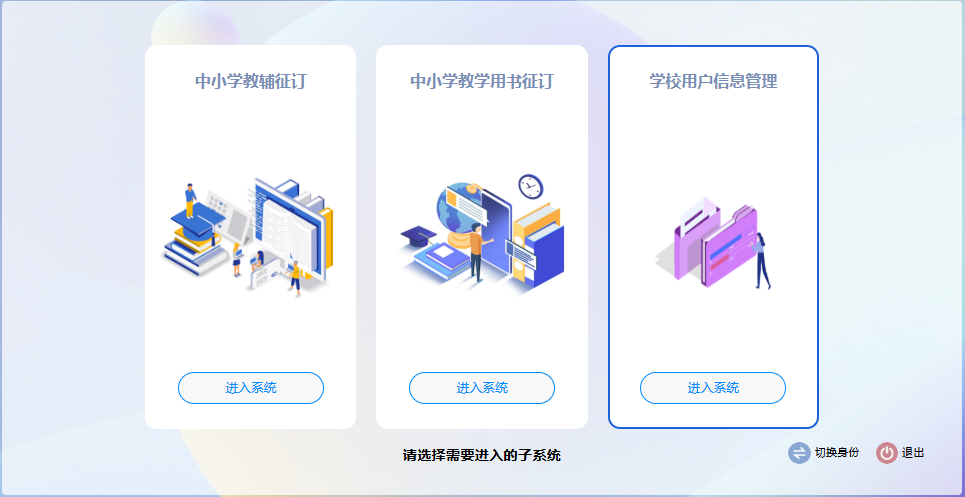 中小学教辅征订
中小学教学用书征订
学校用户信息管理
进入系统
进入系统
进入系统
请选择需要进入的子系统
切换身份
退出